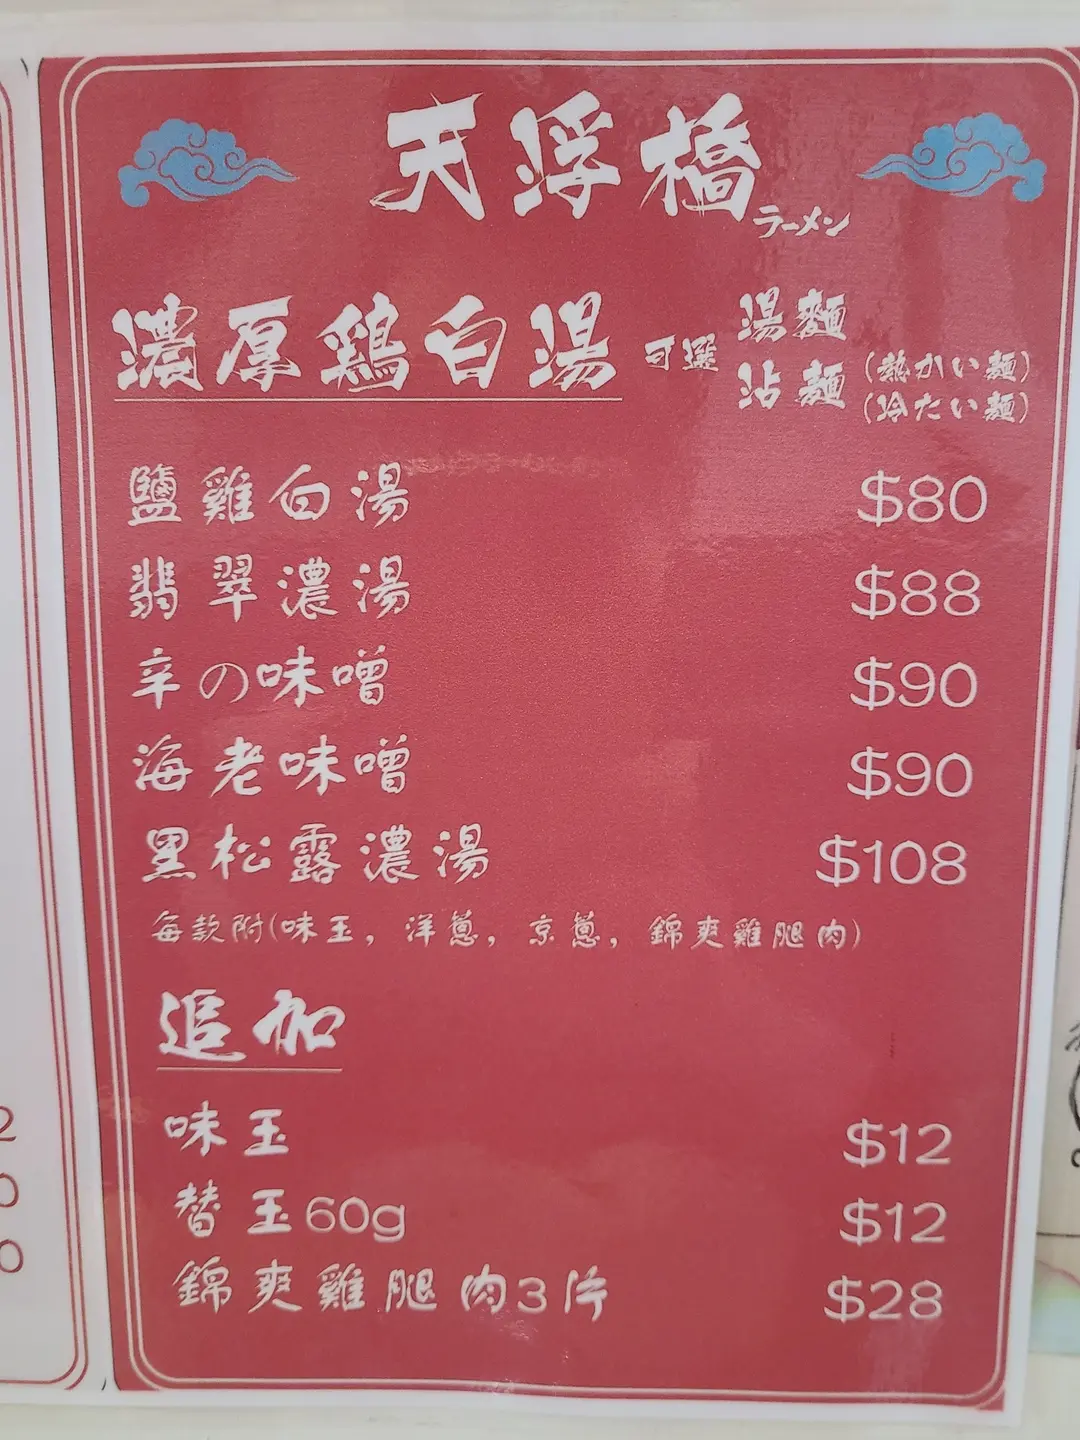 天浮橋
ラーメン
濃厚鶏白湯 可選 湯麵
沾麵 (熱かい麵)
(冷たい麵)
鹽雞白湯 $80
翡翠濃湯 $88
辛の味噌 $90
海老味噌 $90
黑松露濃湯 $108
每款附(味玉, 洋蔥, 京蔥, 錦爽雞腿肉)
追加
味玉 $12
替玉60g $12
錦爽雞腿肉3片 $28
2
0
0